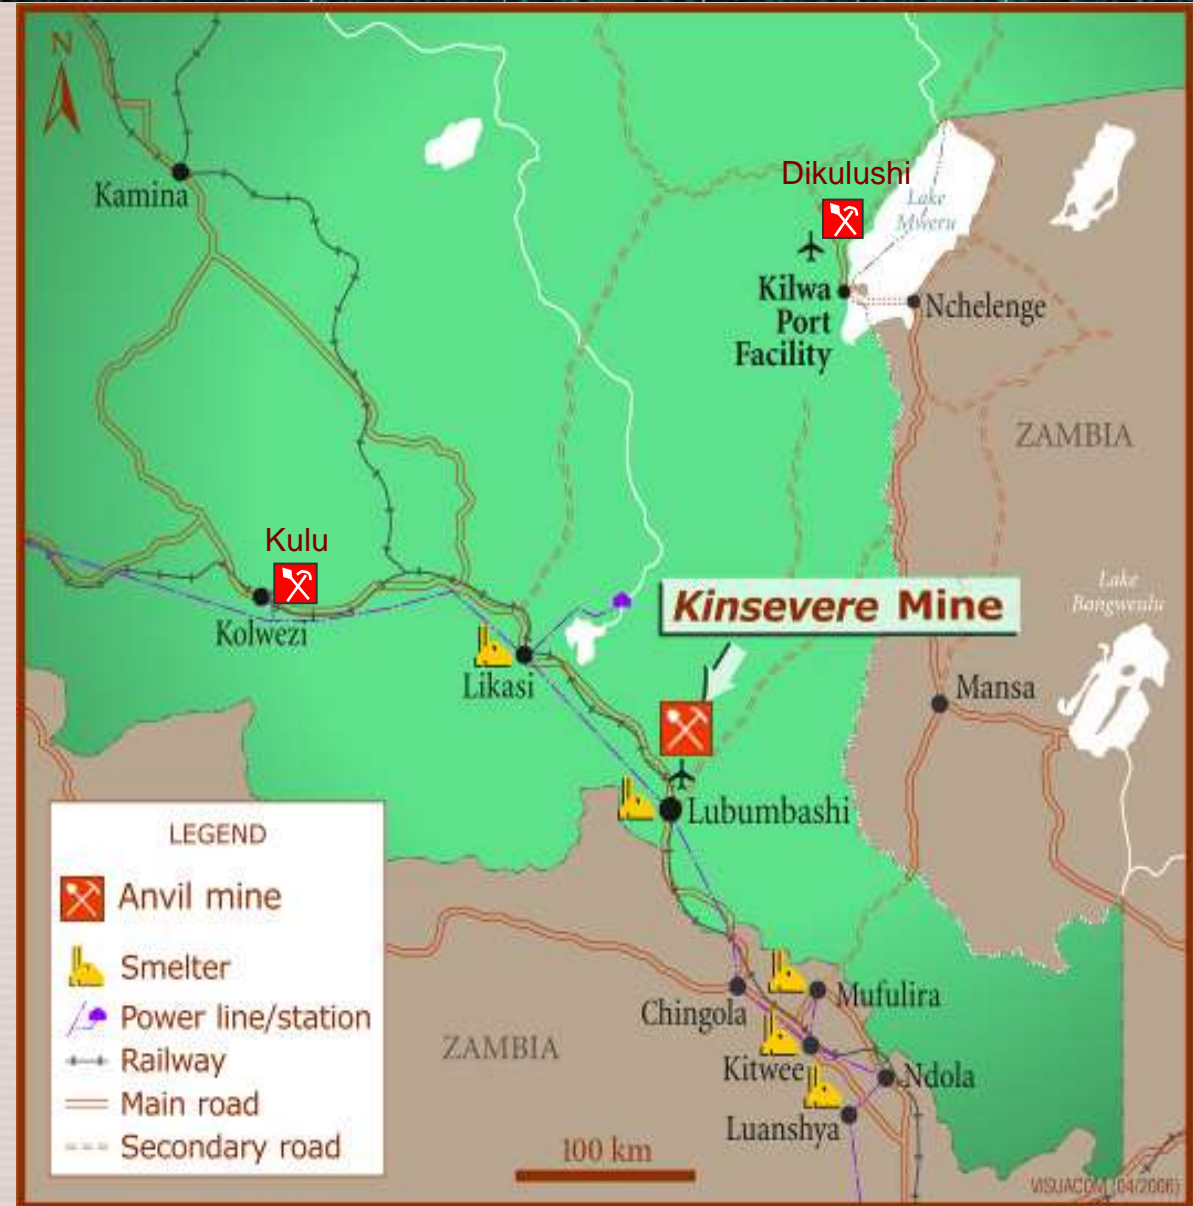 N
Kamina
Dikulushi
Lake
Mweru
Kilwa
Port
Facility
Nchelenge
ZAMBIA
Kulu
Kolwezi
Likasi
Kinsevere Mine
Lake
Bangweulu
Mansa
Lubumbashi
LEGEND
Anvil mine
Smelter
Power line/station
Railway
Main road
Secondary road
ZAMBIA
Chingola
Mufulira
Kitwee
Ndola
Luanshya
100 km
VISUACOM (04/2006)